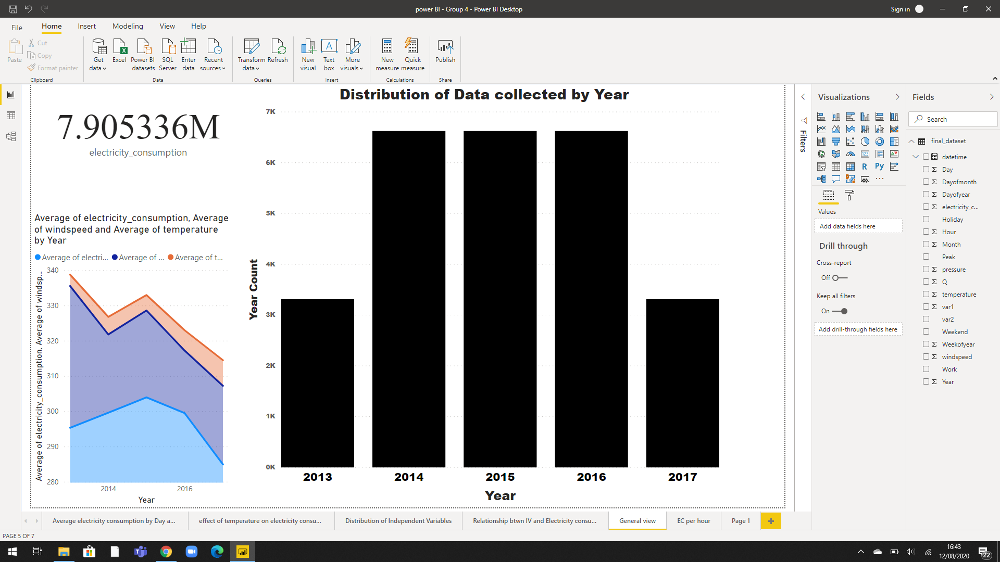 power BI - Group 4 - Power BI Desktop
Sign in
File
Home
Insert
Modeling
View
Help
Paste
Cut
Copy
Format painter
Clipboard
Get data
Excel
Power BI datasets
SQL Server
Enter data
Recent sources
Data
Transform data
Refresh
Queries
New visual
Text box
More visuals
Insert
New measure
Quick measure
Calculations
Publish
Share
7.905336M
electricity_consumption
Average of electricity_consumption, Average
of windspeed and Average of temperature
by Year
Average of electri...
Average of ...
Average of t...
Average of electricity_consumption, Average of windsp...
340
330
320
310
300
290
280
2014
2016
Year
Distribution of Data collected by Year
Year Count
7K
6K
5K
4K
3K
2K
1K
0K
2013
2014
2015
2016
2017
Year
Filters
Visualizations
R
Py
123
...
Values
Add data fields here
Drill through
Cross-report
Off
Keep all filters
On
Add drill-through fields here
Fields
Search
final_dataset
datetime
Σ Day
Σ Dayofmonth
Σ Dayofyear
Σ electricity_c...
Holiday
Σ Hour
Σ Month
Peak
Σ pressure
Σ Q
Σ temperature
Σ var1
var2
Weekend
Σ Weekofyear
Σ windspeed
Work
Σ Year
Average electricity consumption by Day a...
effect of temperature on electricity consu...
Distribution of Independent Variables
Relationship btwn IV and Electricity consu...
General view
EC per hour
Page 1
+
PAGE 5 OF 7
16:43
12/08/2020
22